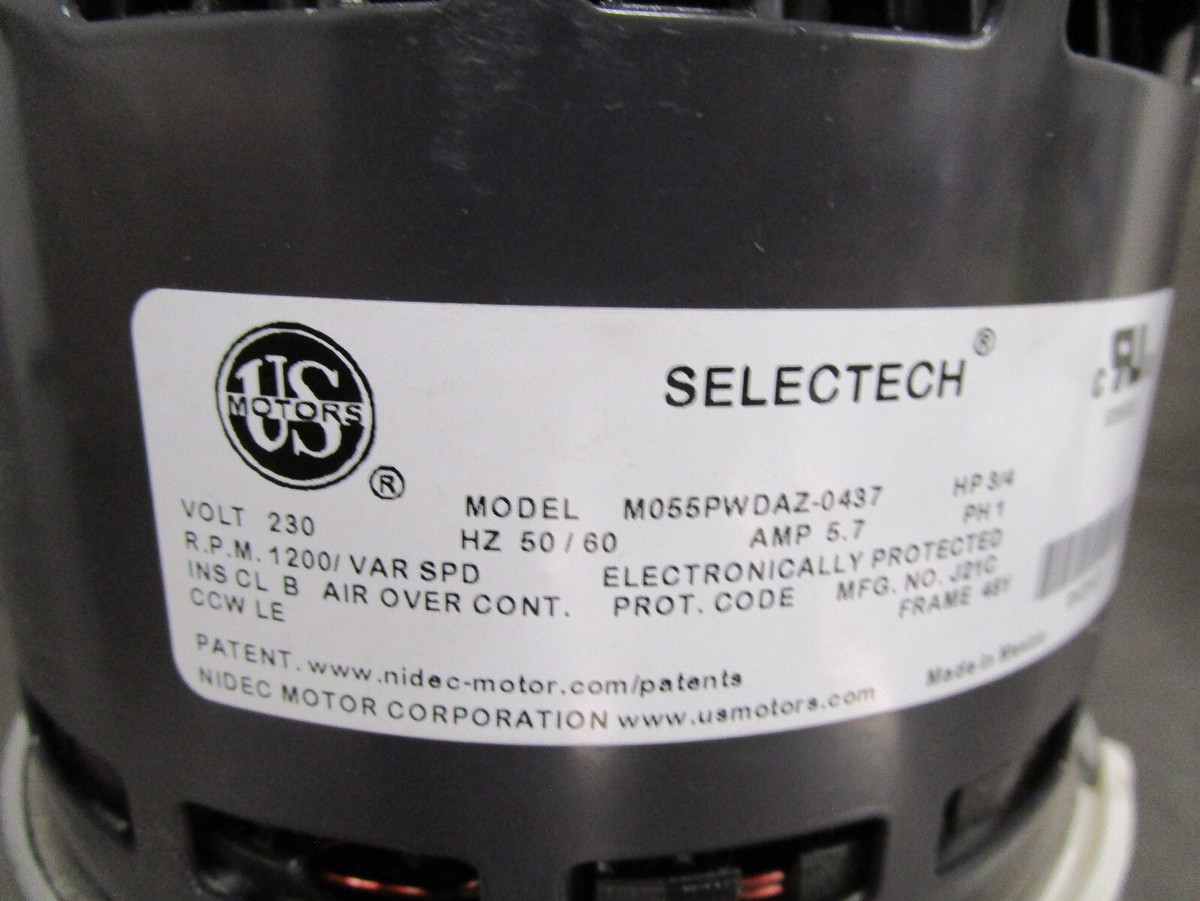 US
MOTORS
®
SELECTECH ®
c RU
MODEL M055PWDAZ-0437 HP 3/4
VOLT 230 HZ 50 / 60 AMP 5.7 PH 1
R.P.M. 1200/ VAR SPD ELECTRONICALLY PROTECTED
INS CL B AIR OVER CONT. PROT. CODE MFG. NO. J21C
CCW LE FRAME 48Y
PATENT. www.nidec-motor.com/patents Made in Mexico
NIDEC MOTOR CORPORATION www.usmotors.com